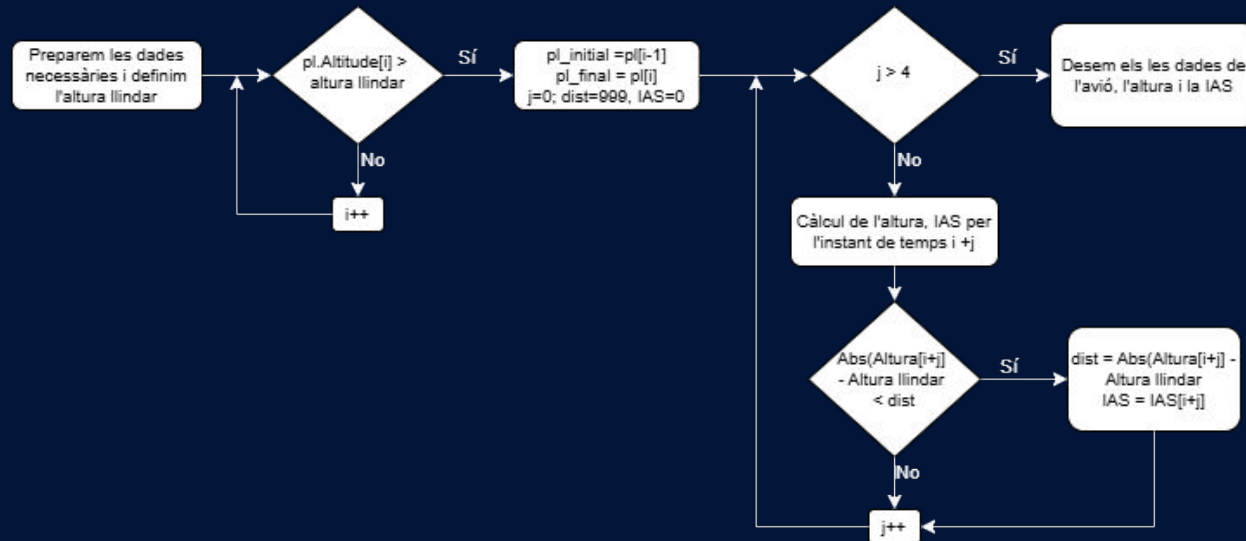 Preparem les dades
necessàries i definim
l'altura llindar
pl.Altitude[i] >
altura llindar
Sí
No
i++
pl_initial =pl[i-1]
pl_final = pl[i]
j=0; dist=999, IAS=0
j > 4
Sí
Desem els les dades de
l'avió, l'altura i la IAS
No
Càlcul de l'altura, IAS per
l'instant de temps i +j
Abs(Altura[i+j]
- Altura llindar
< dist
Sí
dist = Abs(Altura[i+j] -
Altura llindar
IAS = IAS[i+j]
No
j++